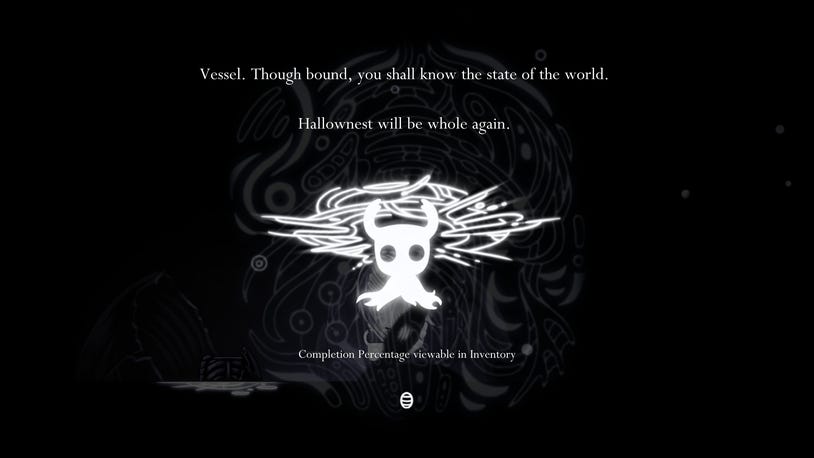 Vessel. Though bound, you shall know the state of the world.
Hallownest will be whole again.
Completion Percentage viewable in Inventory